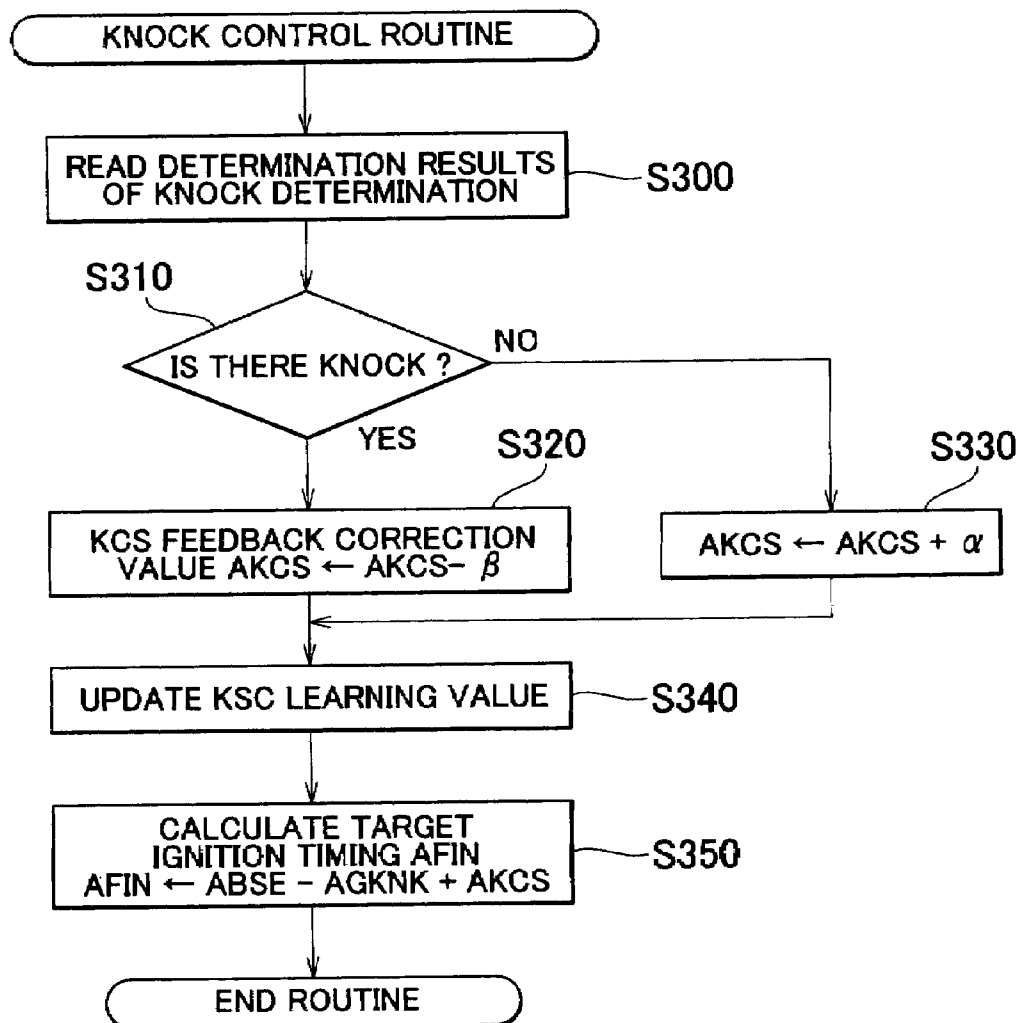 KNOCK CONTROL ROUTINE
READ DETERMINATION RESULTS
OF KNOCK DETERMINATION
S300
S310
IS THERE KNOCK ?
NO
YES
S320
KCS FEEDBACK CORRECTION
VALUE AKCS ← AKCS- β
S330
AKCS ← AKCS + α
UPDATE KSC LEARNING VALUE
S340
CALCULATE TARGET
IGNITION TIMING AFIN
AFIN ← ABSE - AGKNK + AKCS
S350
END ROUTINE